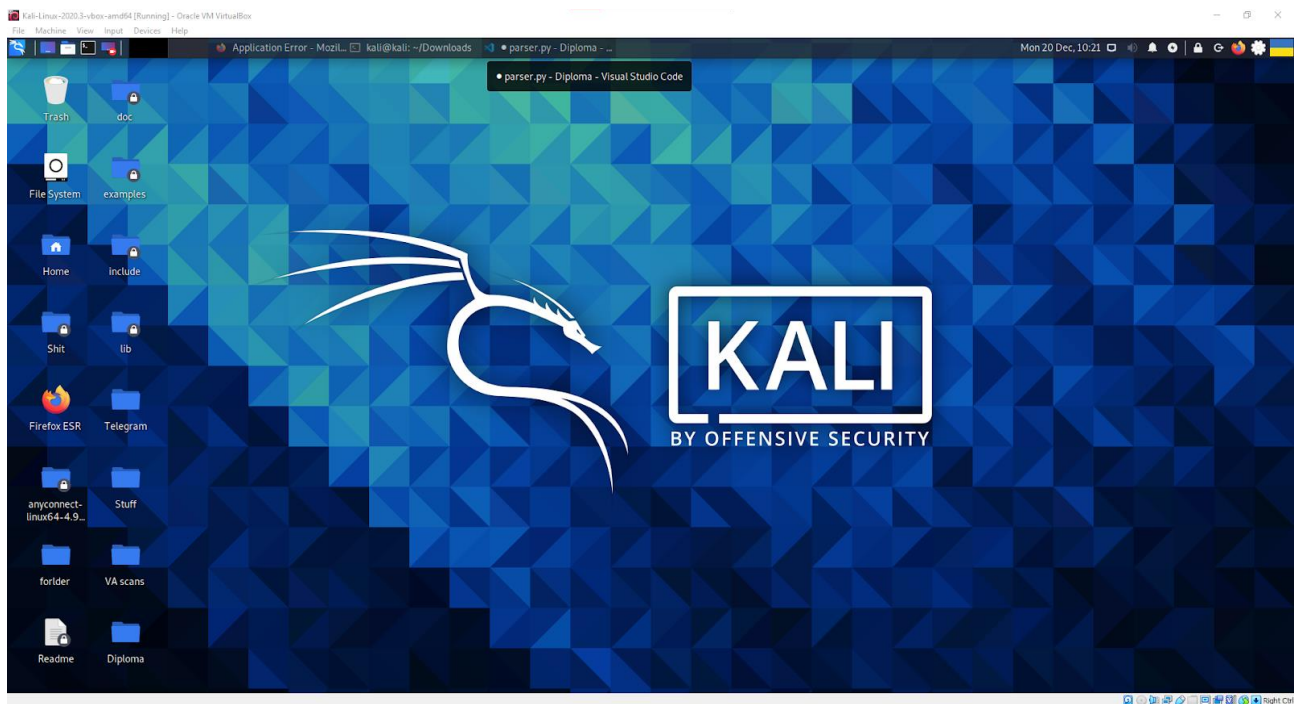 Kali-Linux-2020.3-vbox-amd64 [Running] - Oracle VM VirtualBox
File Machine View Input Devices Help
Application Error - Mozil... kali@kali: ~/Downloads ● parser.py - Diploma - ... Mon 20 Dec, 10:21
● parser.py - Diploma - Visual Studio Code
Trash doc
File System examples
Home include
Shit lib
Firefox ESR Telegram
anyconnect-
linux64-4.9...
Stuff
forlder VA scans
Readme Diploma
KALI
BY OFFENSIVE SECURITY
Right Ctrl